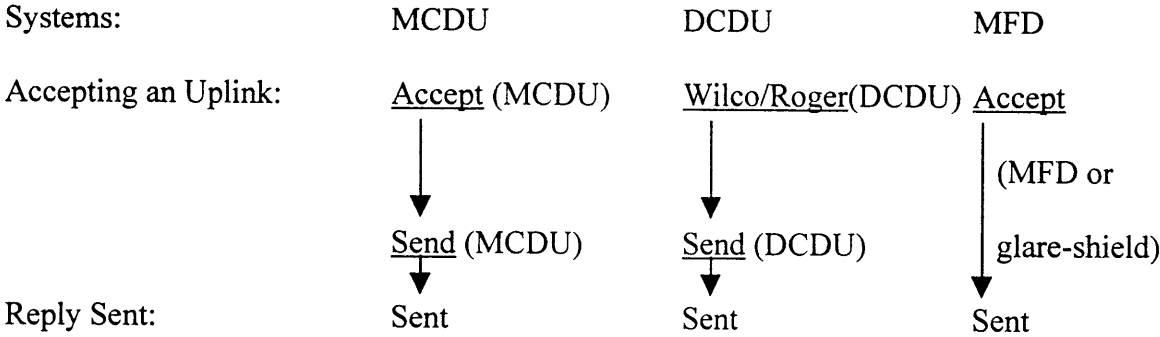 Systems: MCDU DCDU MFD
Accepting an Uplink: Accept (MCDU) Wilco/Roger(DCDU) Accept
(MFD or
Send (MCDU) Send (DCDU) glare-shield)
Reply Sent: Sent Sent Sent